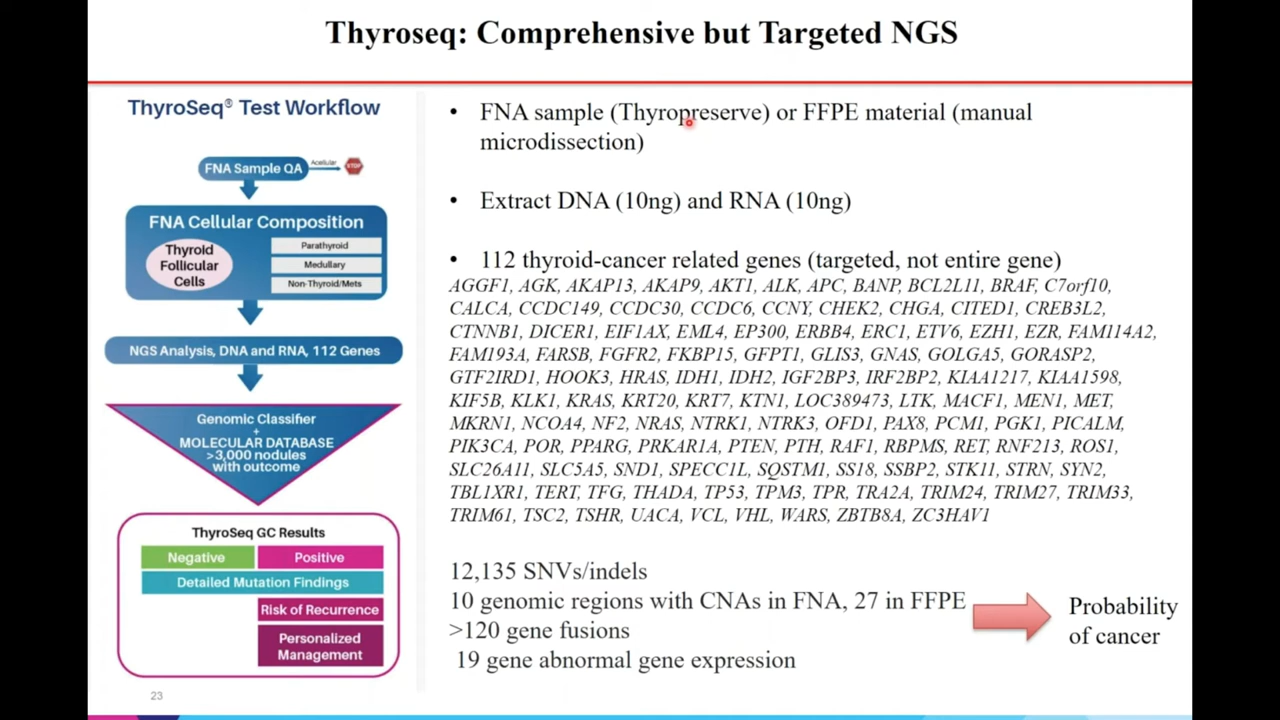 Thyroseq: Comprehensive but Targeted NGS
ThyroSeq® Test Workflow
FNA Sample QA
Acellular
STOP
FNA Cellular Composition
Thyroid
Follicular
Cells
Parathyroid
Medullary
Non-Thyroid/Mets
NGS Analysis, DNA and RNA, 112 Genes
Genomic Classifier
+
MOLECULAR DATABASE
>3,000 nodules
with outcome
ThyroSeq GC Results
Negative
Positive
Detailed Mutation Findings
Risk of Recurrence
Personalized
Management
23
• FNA sample (Thyropreserve) or FFPE material (manual
microdissection)
• Extract DNA (10ng) and RNA (10ng)
• 112 thyroid-cancer related genes (targeted, not entire gene)
AGGF1, AGK, AKAP13, AKAP9, AKT1, ALK, APC, BANP, BCL2L11, BRAF, C7orf10,
CALCA, CCDC149, CCDC30, CCDC6, CCNY, CHEK2, CHGA, CITED1, CREB3L2,
CTNNB1, DICER1, EIF1AX, EML4, EP300, ERBB4, ERC1, ETV6, EZH1, EZR, FAM114A2,
FAM193A, FARSB, FGFR2, FKBP15, GFPT1, GLIS3, GNAS, GOLGA5, GORASP2,
GTF2IRD1, HOOK3, HRAS, IDH1, IDH2, IGF2BP3, IRF2BP2, KIAA1217, KIAA1598,
KIF5B, KLK1, KRAS, KRT20, KRT7, KTN1, LOC389473, LTK, MACF1, MEN1, MET,
MKRN1, NCOA4, NF2, NRAS, NTRK1, NTRK3, OFD1, PAX8, PCM1, PGK1, PICALM,
PIK3CA, POR, PPARG, PRKAR1A, PTEN, PTH, RAF1, RBPMS, RET, RNF213, ROS1,
SLC26A11, SLC5A5, SND1, SPECC1L, SQSTM1, SS18, SSBP2, STK11, STRN, SYN2,
TBL1XR1, TERT, TFG, THADA, TP53, TPM3, TPR, TRA2A, TRIM24, TRIM27, TRIM33,
TRIM61, TSC2, TSHR, UACA, VCL, VHL, WARS, ZBTB8A, ZC3HAV1
12,135 SNVs/indels
10 genomic regions with CNAs in FNA, 27 in FFPE
>120 gene fusions
19 gene abnormal gene expression
Probability
of cancer